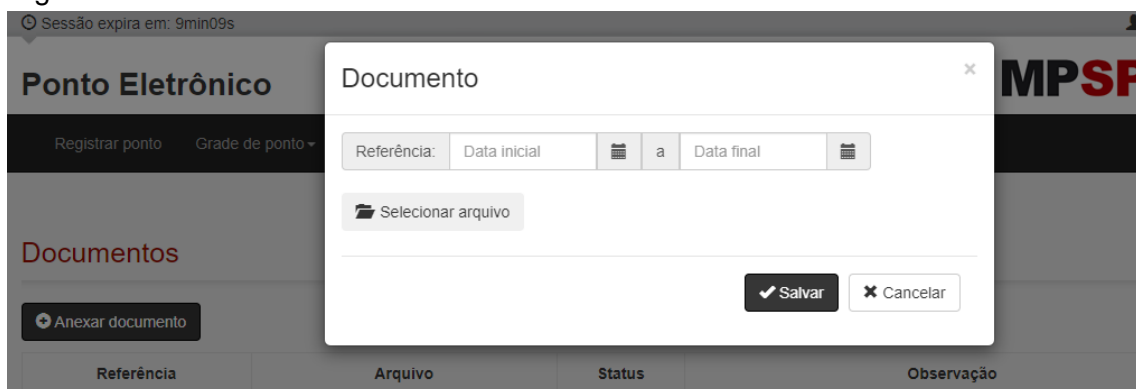 Sessão expira em: 9min09s
Ponto Eletrônico
MPSP
Registrar ponto Grade de ponto
Documento ×
Referência: Data inicial a Data final
Selecionar arquivo
Salvar Cancelar
Documentos
Anexar documento
Referência Arquivo Status Observação